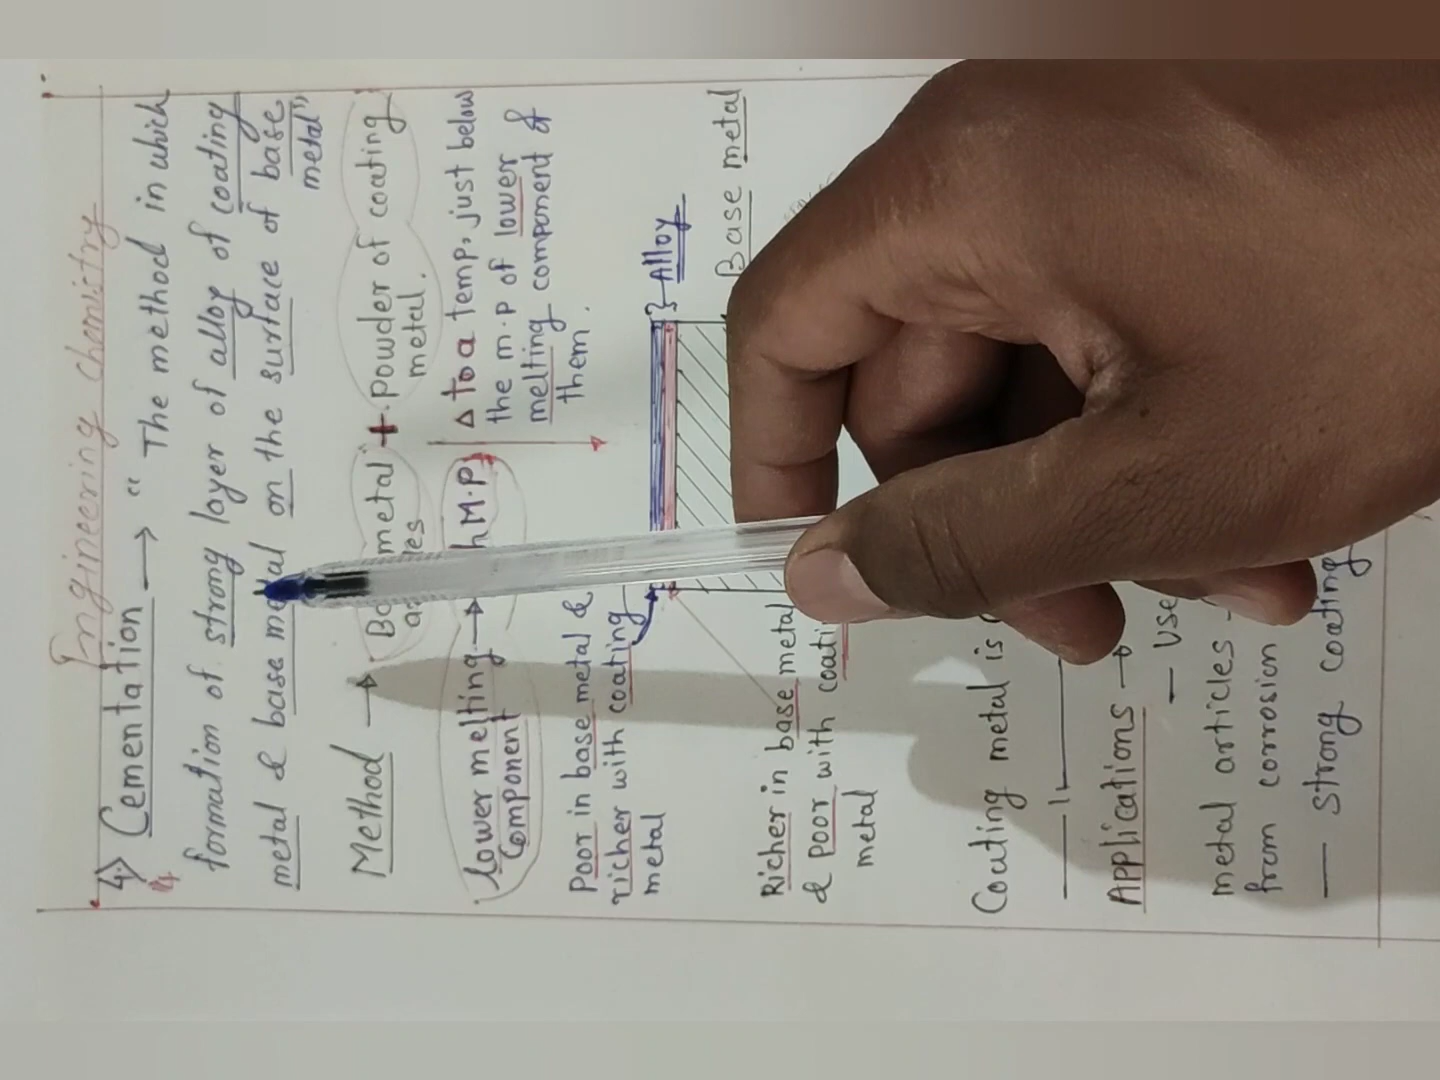 Engineering chemistry
4.) Cementation → “ The method in which
formation of strong layer of alloy of coating
metal & base metal on the surface of base
metal”
Method → metal + powder of coating
metal.
lower melting → M.P
Component
Δ to a temp. just below
the m.p of lower
melting component of
them.
Poor in base metal &
richer with coating
metal
} Alloy
Base metal
Richer in base metal
& poor with
metal
Coating metal is
Applications →
—
metal articles -
from corrosion
— strong coating